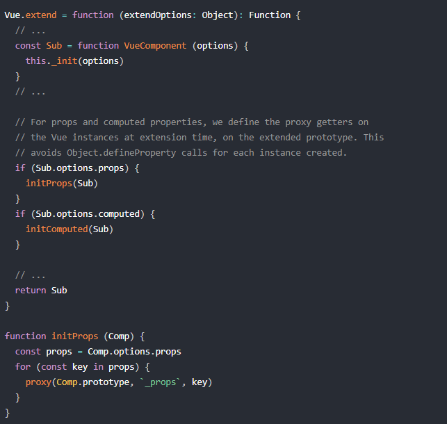 Vue.extend = function (extendOptions: Object): Function {
  // ...
  const Sub = function VueComponent (options) {
    this._init(options)
  }
  // ...

  // For props and computed properties, we define the proxy getters on
  // the Vue instances at extension time, on the extended prototype. This
  // avoids Object.defineProperty calls for each instance created.
  if (Sub.options.props) {
    initProps(Sub)
  }
  if (Sub.options.computed) {
    initComputed(Sub)
  }

  // ...
  return Sub
}

function initProps (Comp) {
  const props = Comp.options.props
  for (const key in props) {
    proxy(Comp.prototype, `_props`, key)
  }
}